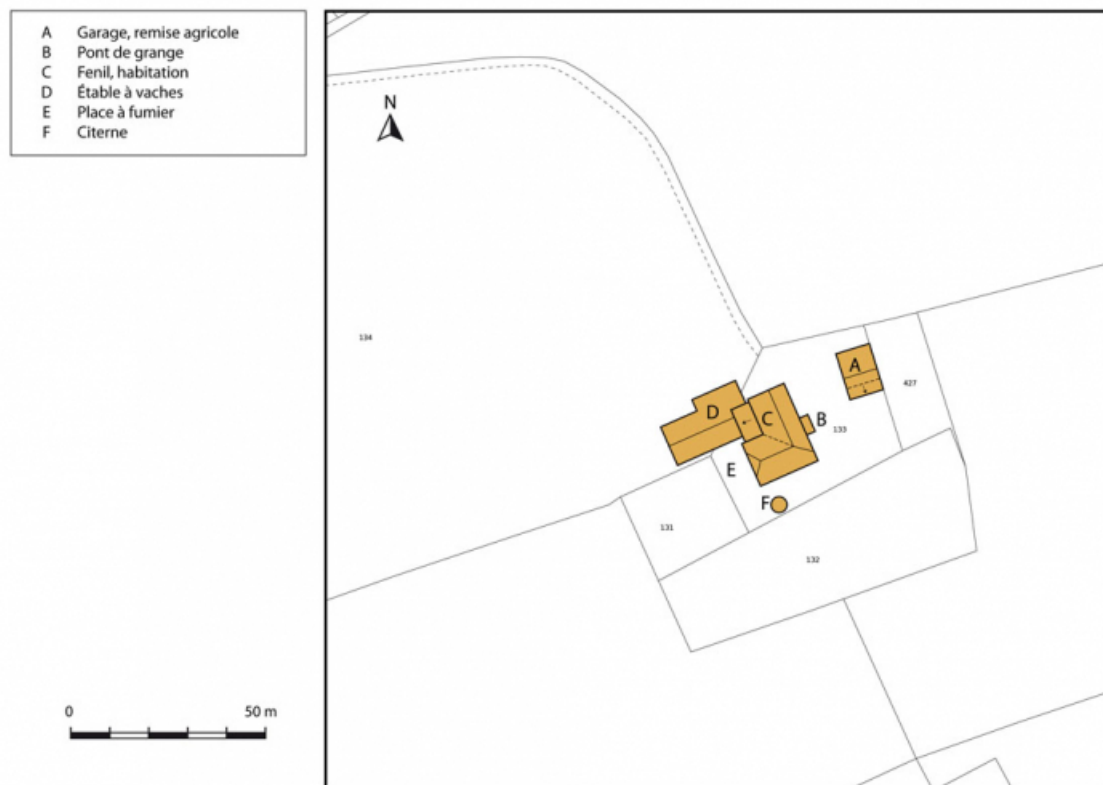 A Garage, remise agricole
B Pont de grange
C Fenil, habitation
D Étable à vaches
E Place à fumier
F Citerne
N
134
A
427
D
C
B
133
E
F
131
132
0 50 m